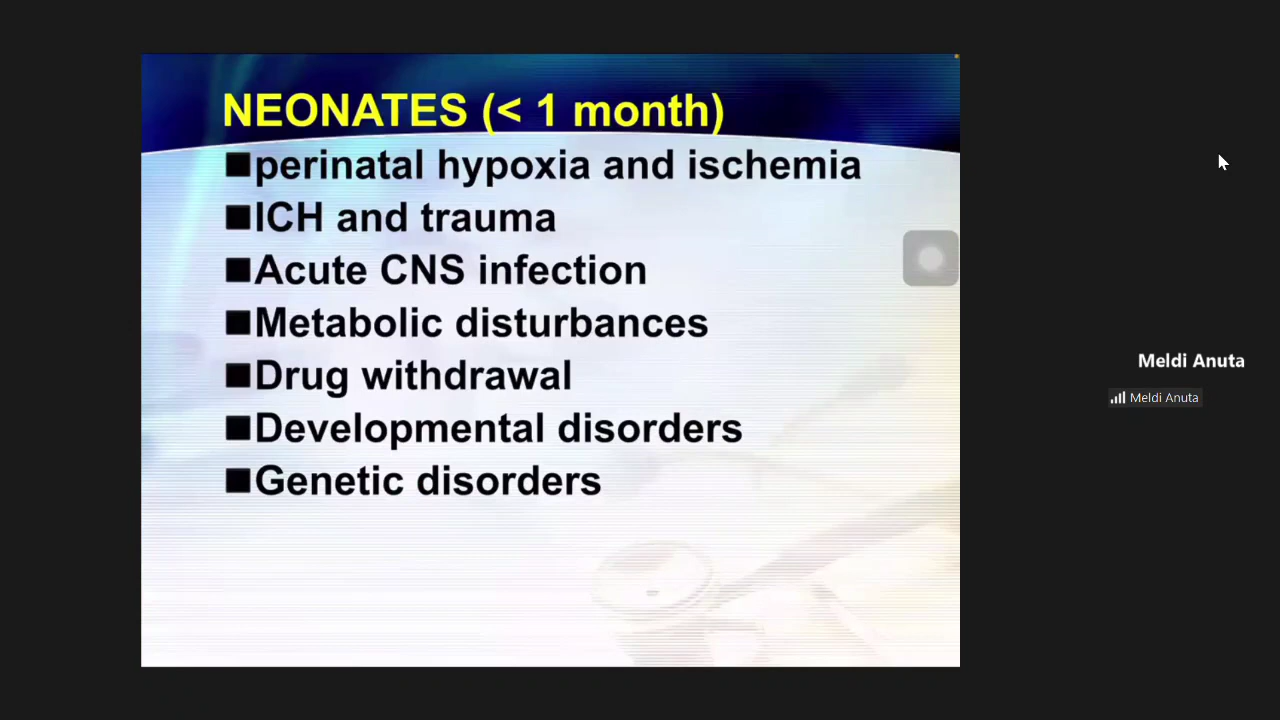 NEONATES (< 1 month)
■perinatal hypoxia and ischemia
■ICH and trauma
■Acute CNS infection
■Metabolic disturbances
■Drug withdrawal
■Developmental disorders
■Genetic disorders
Meldi Anuta
Meldi Anuta